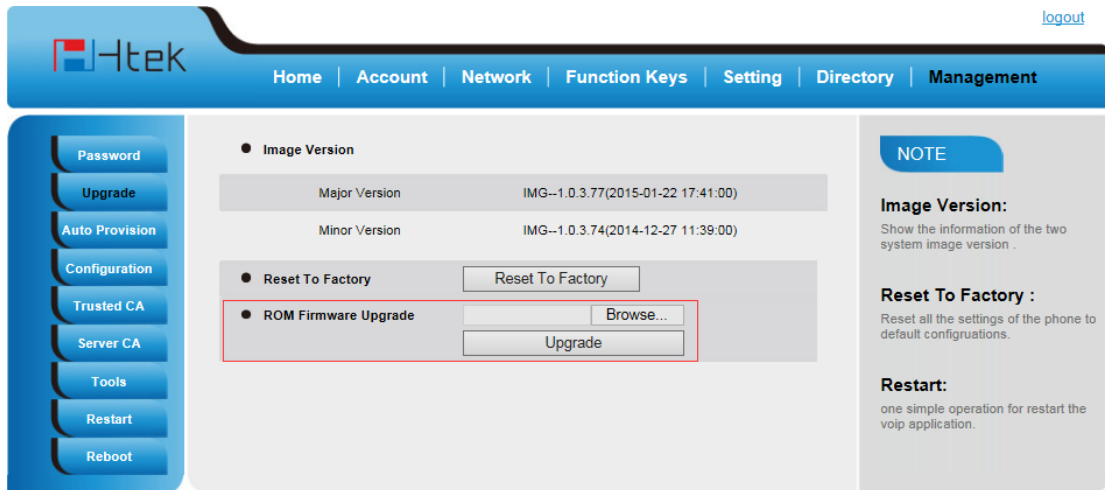 logout
Htek
Home | Account | Network | Function Keys | Setting | Directory | Management
Password
Upgrade
Auto Provision
Configuration
Trusted CA
Server CA
Tools
Restart
Reboot
Image Version
Major Version IMG--1.0.3.77(2015-01-22 17:41:00)
Minor Version IMG--1.0.3.74(2014-12-27 11:39:00)
Reset To Factory Reset To Factory
ROM Firmware Upgrade Browse...
Upgrade
NOTE
Image Version:
Show the information of the two
system image version .
Reset To Factory :
Reset all the settings of the phone to
default configruations.
Restart:
one simple operation for restart the
voip application.